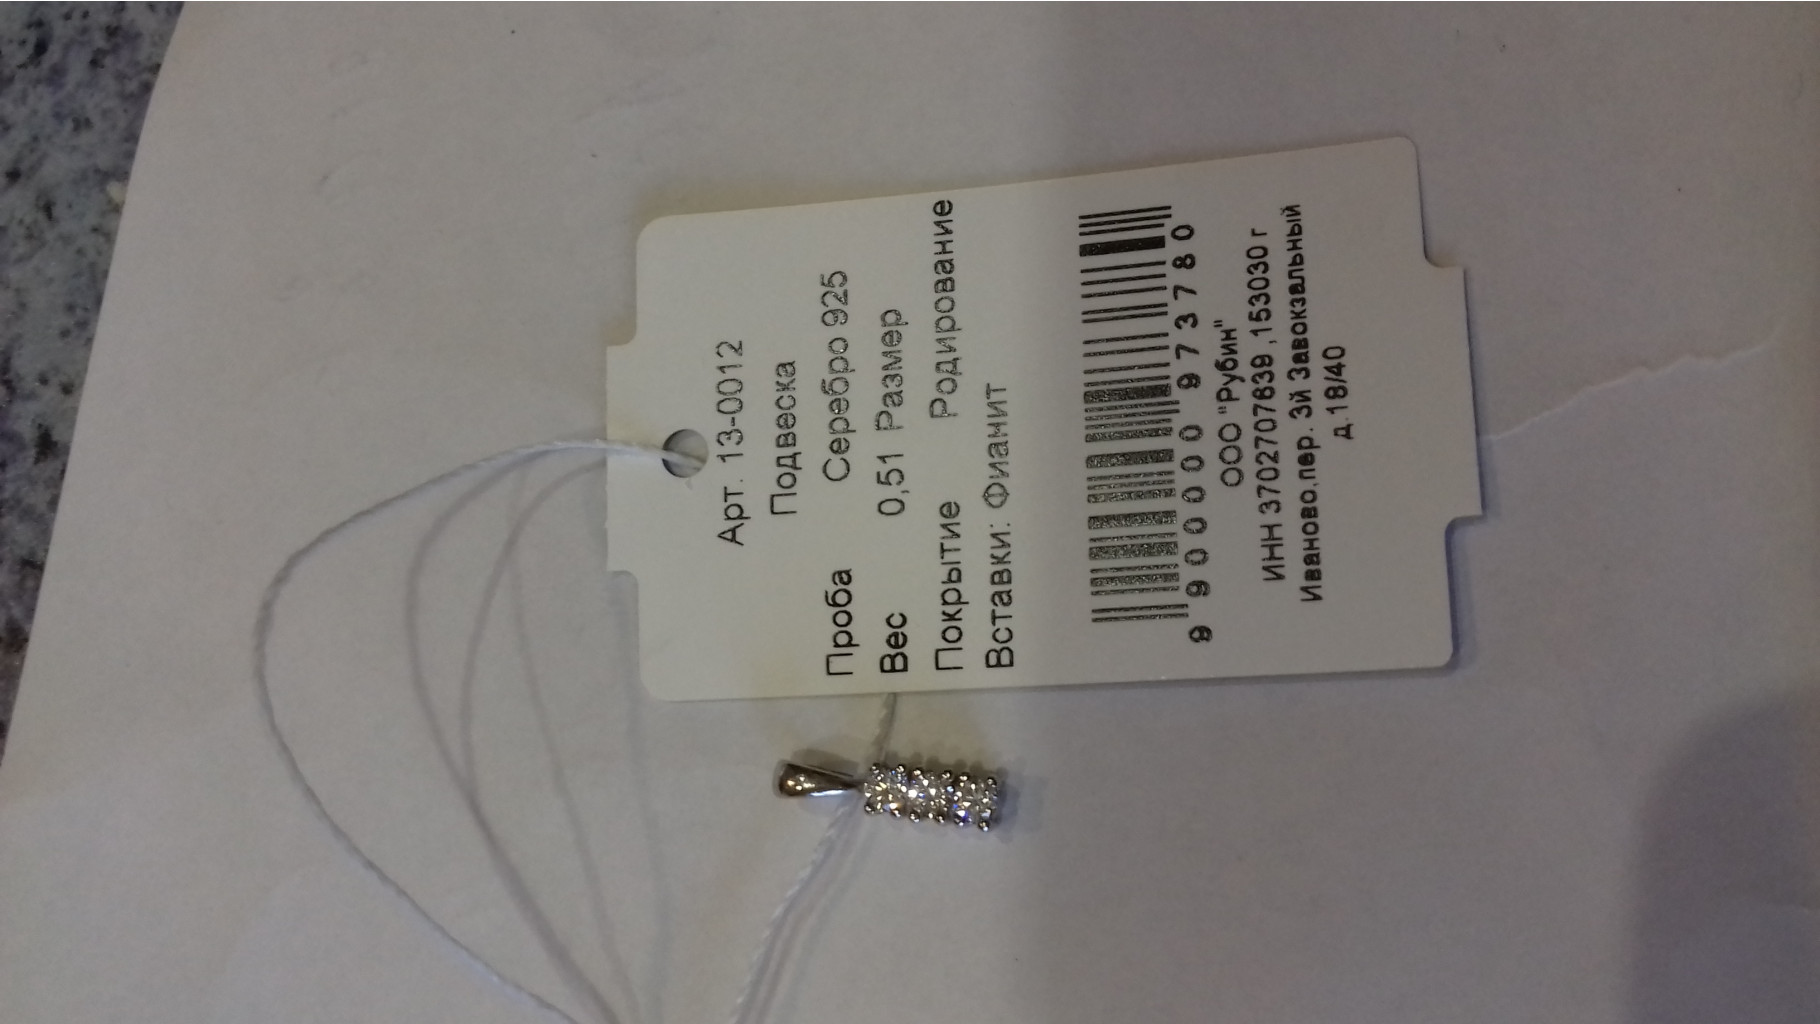 Арт. 13-0012
Подвеска
Проба Серебро 925
Вес 0,51 Размер
Покрытие Родирование
Вставки: Фиамит
9 900000 973780
ООО "Рубин"
ИНН 3702707639 ,153030 г
Иваново,пер. 3й Завокзальный
д.18/40